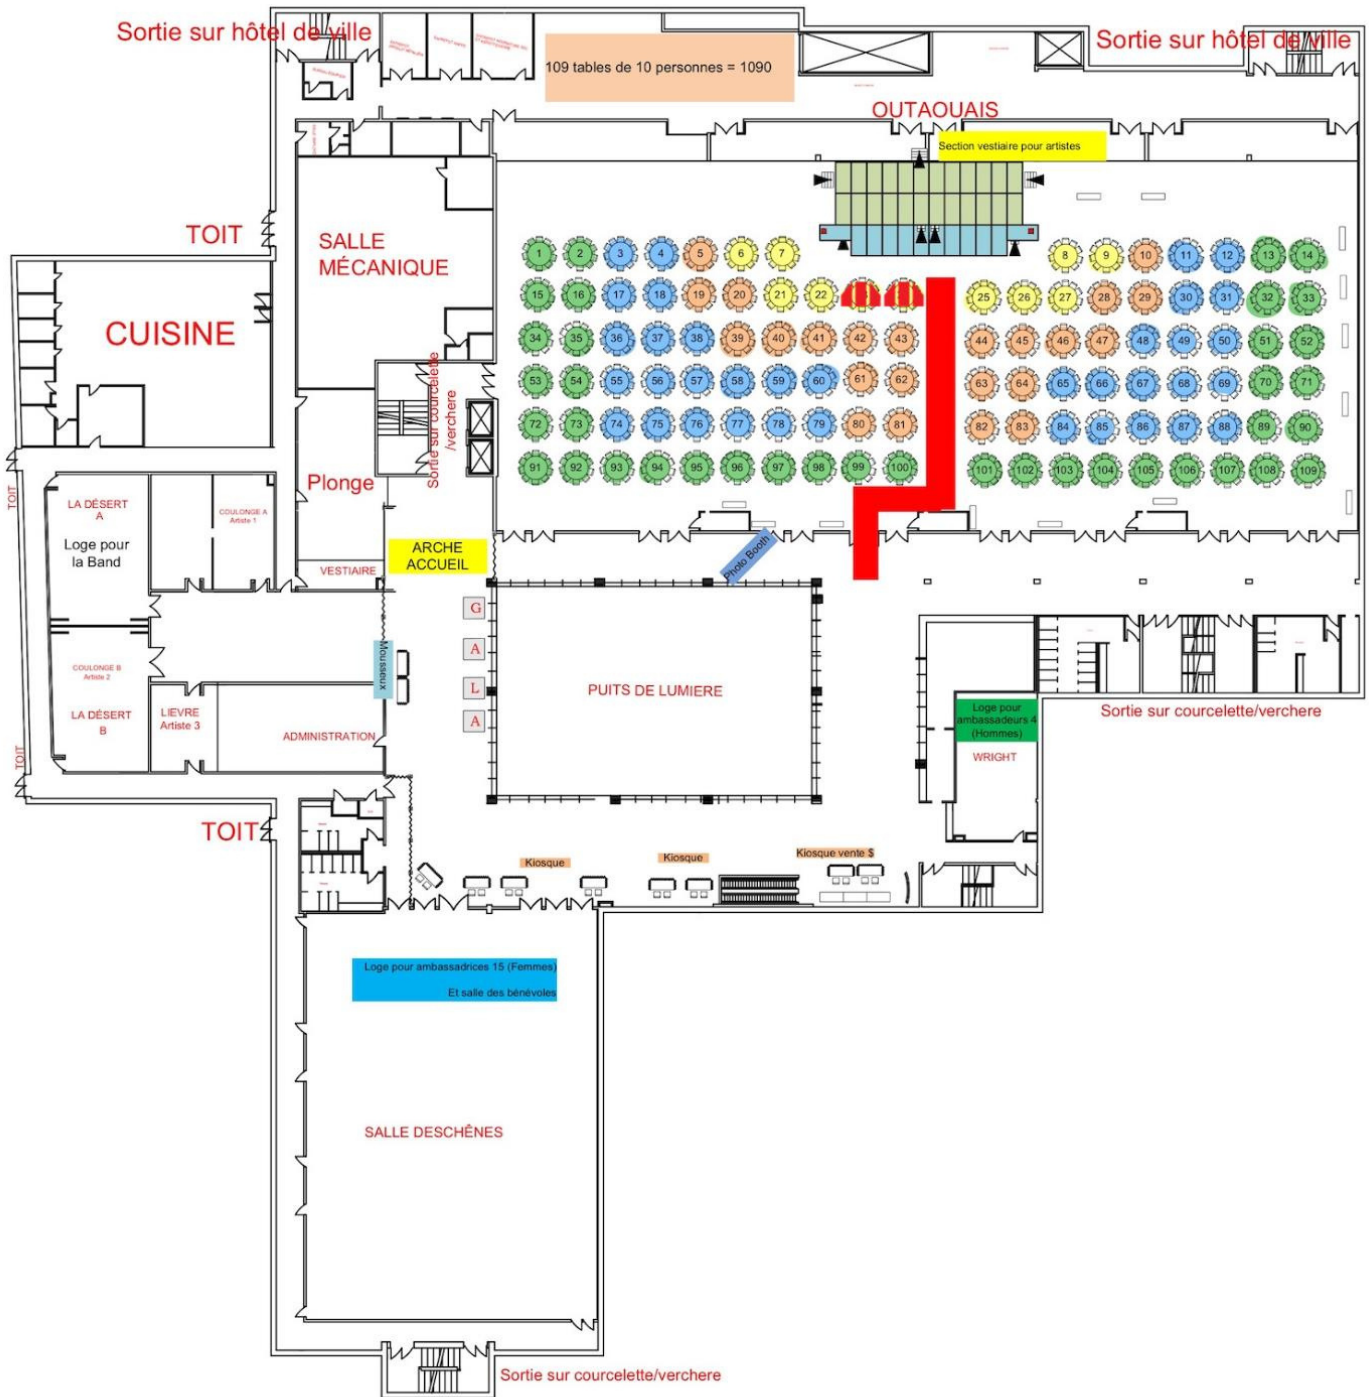 Sortie sur hôtel de ville
Sortie sur hôtel de ville
109 tables de 10 personnes = 1090
OUTAOUAIS
Section vestiaire pour artistes
TOIT
SALLE
MÉCANIQUE
CUISINE
1 2 3 4 5 6 7
8 9 10 11 12 13 14
15 16 17 18 19 20 21 22
25 26 27 28 29 30 31 32 33
34 35 36 37 38 39 40 41 42 43
44 45 46 47 48 49 50 51 52
53 54 55 56 57 58 59 60 61 62
63 64 65 66 67 68 69 70 71
72 73 74 75 76 77 78 79 80 81
82 83 84 85 86 87 88 89 90
91 92 93 94 95 96 97 98 99 100
101 102 103 104 105 106 107 108 109
Sortie sur courcelette
/verchere
Plonge
TOIT
LA DÉSERT
A
Loge pour
la Band
COULONGE A
Artiste 1
ARCHE
ACCUEIL
VESTIAIRE
Photo Booth
G
A
L
A
Mousseux
PUITS DE LUMIERE
COULONGE B
Artiste 2
LA DÉSERT
B
LIEVRE
Artiste 3
ADMINISTRATION
Loge pour
ambassadeurs 4
(Hommes)
WRIGHT
Sortie sur courcelette/verchere
TOIT
TOIT
Kiosque
Kiosque
Kiosque vente $
Loge pour ambassadrices 15 (Femmes)
Et salle des bénévoles
SALLE DESCHÊNES
Sortie sur courcelette/verchere